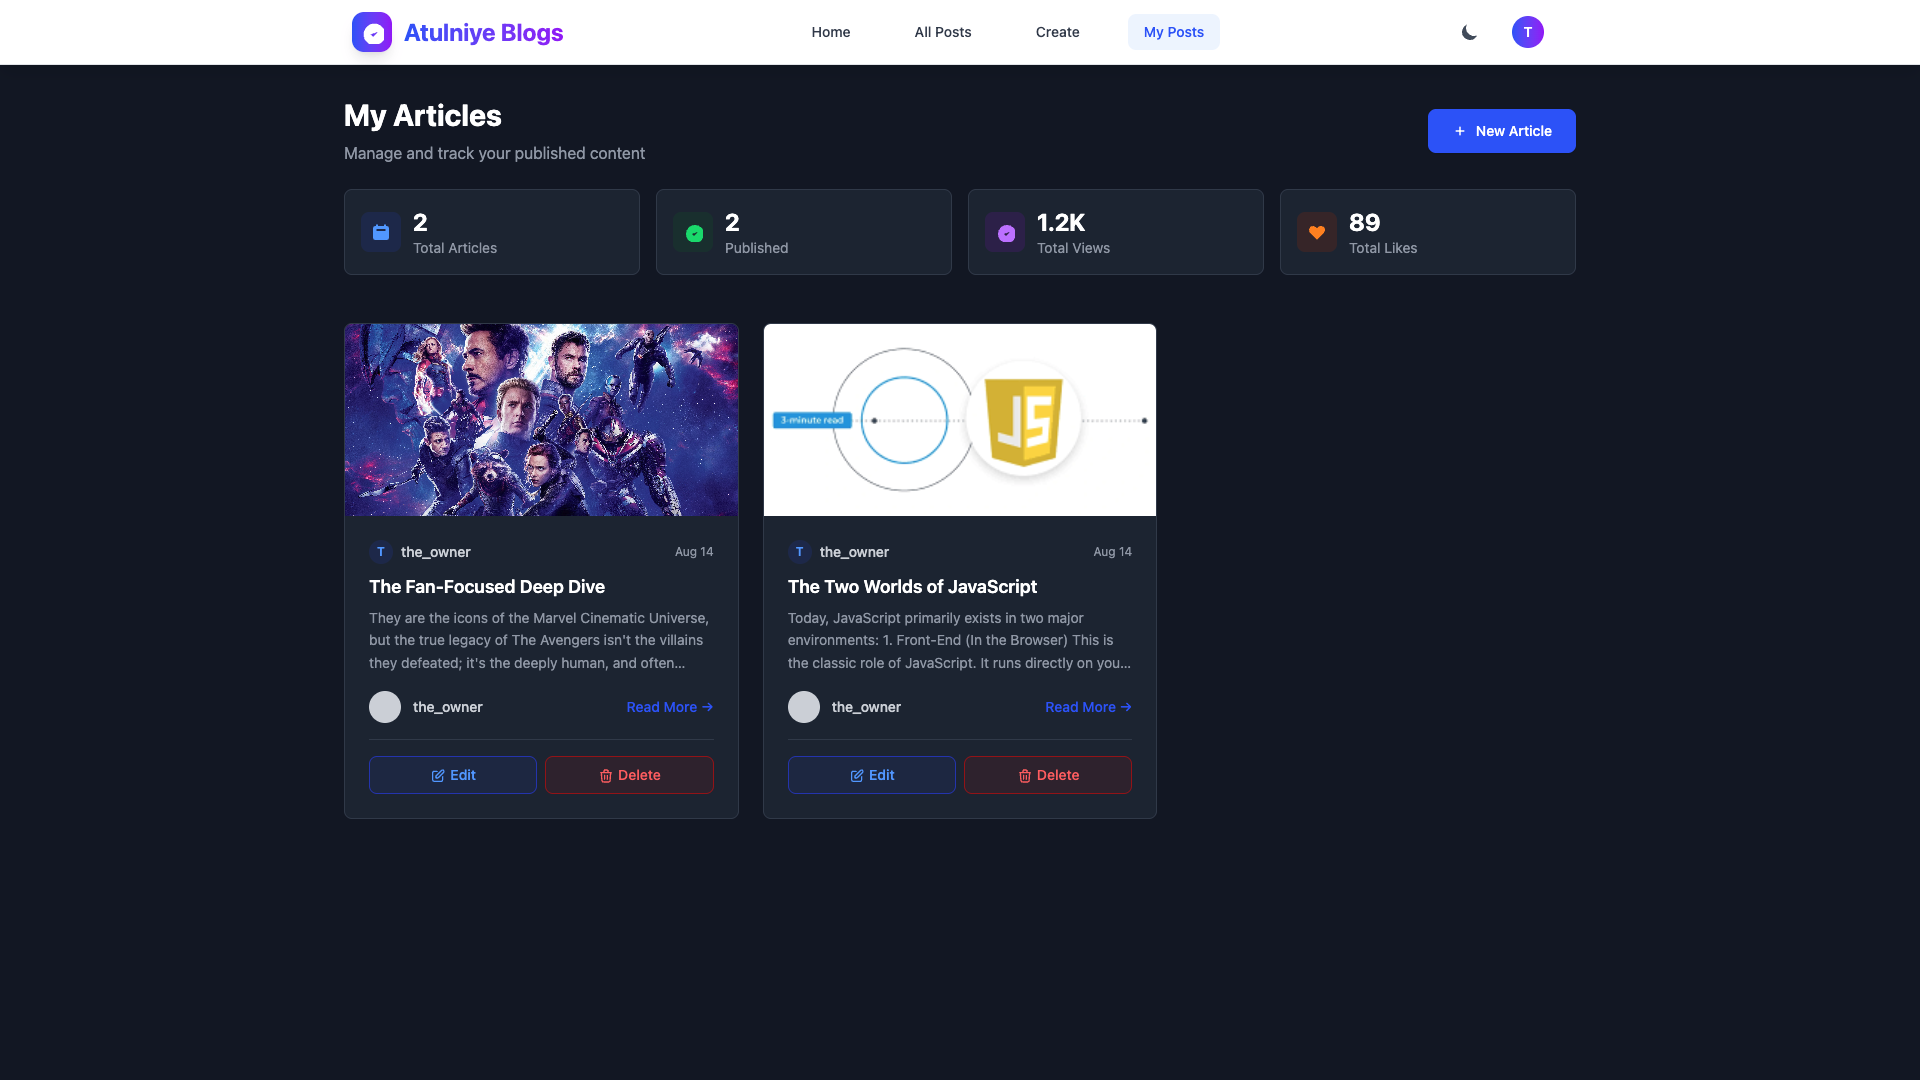 Atulniye Blogs
Home
All Posts
Create
My Posts
T
My Articles
Manage and track your published content
+ New Article
2
Total Articles
2
Published
1.2K
Total Views
89
Total Likes
3-minute read
JS
T the_owner
Aug 14
The Fan-Focused Deep Dive
They are the icons of the Marvel Cinematic Universe,
but the true legacy of The Avengers isn't the villains
they defeated; it's the deeply human, and often...
the_owner
Read More →
Edit
Delete
T the_owner
Aug 14
The Two Worlds of JavaScript
Today, JavaScript primarily exists in two major
environments: 1. Front-End (In the Browser) This is
the classic role of JavaScript. It runs directly on you...
the_owner
Read More →
Edit
Delete